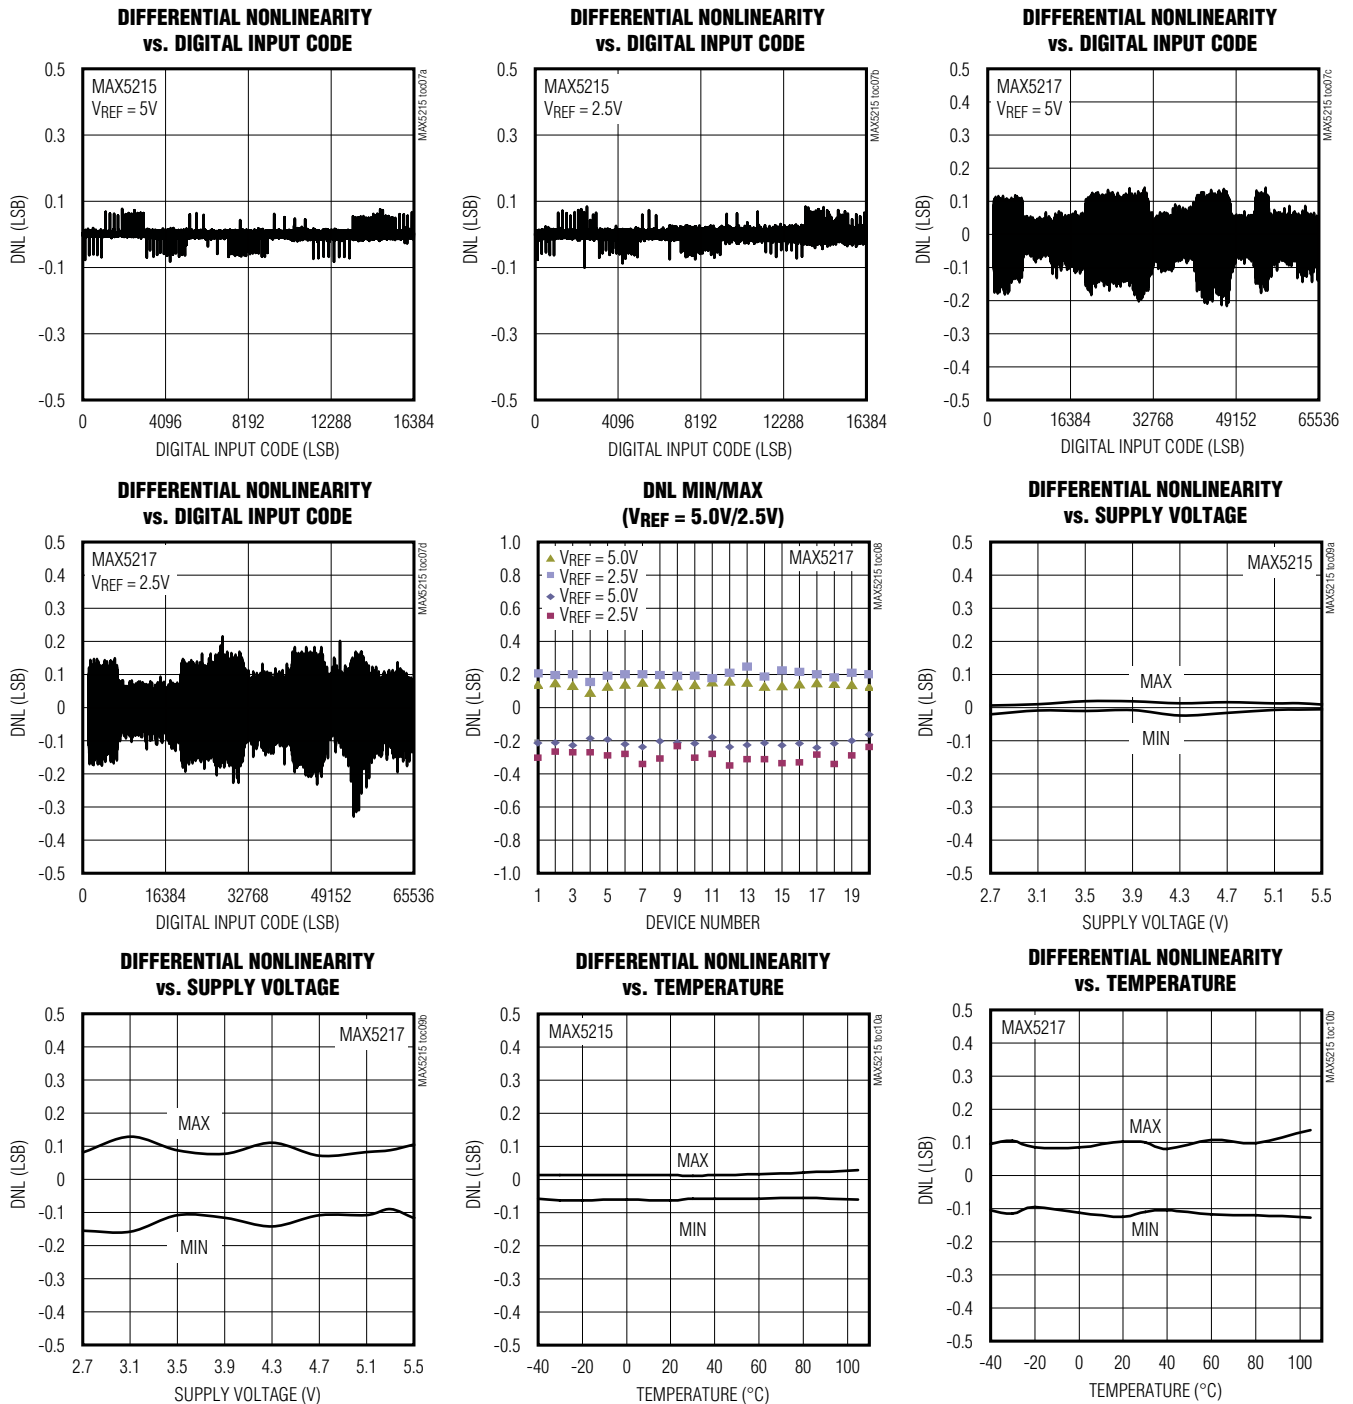 DIFFERENTIAL NONLINEARITY
vs. DIGITAL INPUT CODE
MAX5215
VREF = 5V
MAX5215 toc07a
DNL (LSB)
0.5
0.3
0.1
-0.1
-0.3
-0.5
0 4096 8192 12288 16384
DIGITAL INPUT CODE (LSB)
DIFFERENTIAL NONLINEARITY
vs. DIGITAL INPUT CODE
MAX5215
VREF = 2.5V
MAX5215 toc07b
DNL (LSB)
0.5
0.3
0.1
-0.1
-0.3
-0.5
0 4096 8192 12288 16384
DIGITAL INPUT CODE (LSB)
DIFFERENTIAL NONLINEARITY
vs. DIGITAL INPUT CODE
MAX5217
VREF = 5V
MAX5215 toc07c
DNL (LSB)
0.5
0.4
0.3
0.2
0.1
0
-0.1
-0.2
-0.3
-0.4
-0.5
0 16384 32768 49152 65536
DIGITAL INPUT CODE (LSB)
DIFFERENTIAL NONLINEARITY
vs. DIGITAL INPUT CODE
MAX5217
VREF = 2.5V
MAX5215 toc07d
DNL (LSB)
0.5
0.4
0.3
0.2
0.1
0
-0.1
-0.2
-0.3
-0.4
-0.5
0 16384 32768 49152 65536
DIGITAL INPUT CODE (LSB)
DNL MIN/MAX
(VREF = 5.0V/2.5V)
VREF = 5.0V
VREF = 2.5V
VREF = 5.0V
VREF = 2.5V
MAX5217
MAX5215 toc08
DNL (LSB)
1.0
0.8
0.6
0.4
0.2
0
-0.2
-0.4
-0.6
-0.8
-1.0
1 3 5 7 9 11 13 15 17 19
DEVICE NUMBER
DIFFERENTIAL NONLINEARITY
vs. SUPPLY VOLTAGE
MAX5215
MAX5215 toc09a
DNL (LSB)
0.5
0.4
0.3
0.2
0.1
0
-0.1
-0.2
-0.3
-0.4
-0.5
MAX
MIN
2.7 3.1 3.5 3.9 4.3 4.7 5.1 5.5
SUPPLY VOLTAGE (V)
DIFFERENTIAL NONLINEARITY
vs. SUPPLY VOLTAGE
MAX5217
MAX5215 toc09b
DNL (LSB)
0.5
0.4
0.3
0.2
0.1
0
-0.1
-0.2
-0.3
-0.4
-0.5
MAX
MIN
2.7 3.1 3.5 3.9 4.3 4.7 5.1 5.5
SUPPLY VOLTAGE (V)
DIFFERENTIAL NONLINEARITY
vs. TEMPERATURE
MAX5215
MAX5215 toc10a
DNL (LSB)
0.5
0.4
0.3
0.2
0.1
0
-0.1
-0.2
-0.3
-0.4
-0.5
MAX
MIN
-40 -20 0 20 40 60 80 100
TEMPERATURE (°C)
DIFFERENTIAL NONLINEARITY
vs. TEMPERATURE
MAX5217
MAX5215 toc10b
DNL (LSB)
0.5
0.4
0.3
0.2
0.1
0
-0.1
-0.2
-0.3
-0.4
-0.5
MAX
MIN
-40 -20 0 20 40 60 80 100
TEMPERATURE (°C)